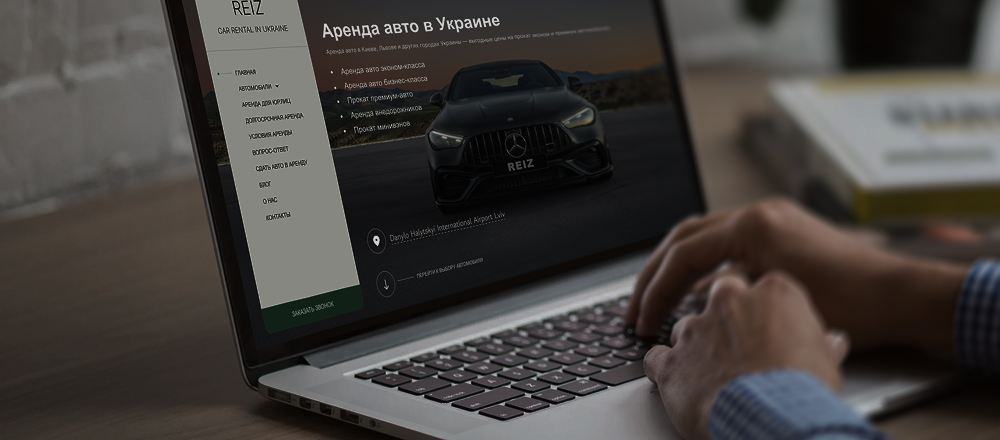 REIZ
CAR RENTAL IN UKRAINE
ГЛАВНАЯ
АВТОМОБИЛИ
АРЕНДА ДЛЯ ЮРЛИЦ
ДОЛГОСРОЧНАЯ АРЕНДА
УСЛОВИЯ АРЕНДЫ
ВОПРОС-ОТВЕТ
СДАТЬ АВТО В АРЕНДУ
БЛОГ
О НАС
КОНТАКТЫ
ЗАКАЗАТЬ ЗВОНОК
Аренда авто в Украине
Аренда авто в Киеве, Львове и других городах Украины — выгодные цены на прокат эконом и премиум автомобилей
Аренда авто эконом-класса
Аренда авто бизнес-класса
Прокат премиум-авто
Аренда внедорожников
Прокат минивэнов
REIZ
Danylo Halytskyi International Airport Lviv
ПЕРЕЙТИ К ВЫБОРУ АВТОМОБИЛЯ